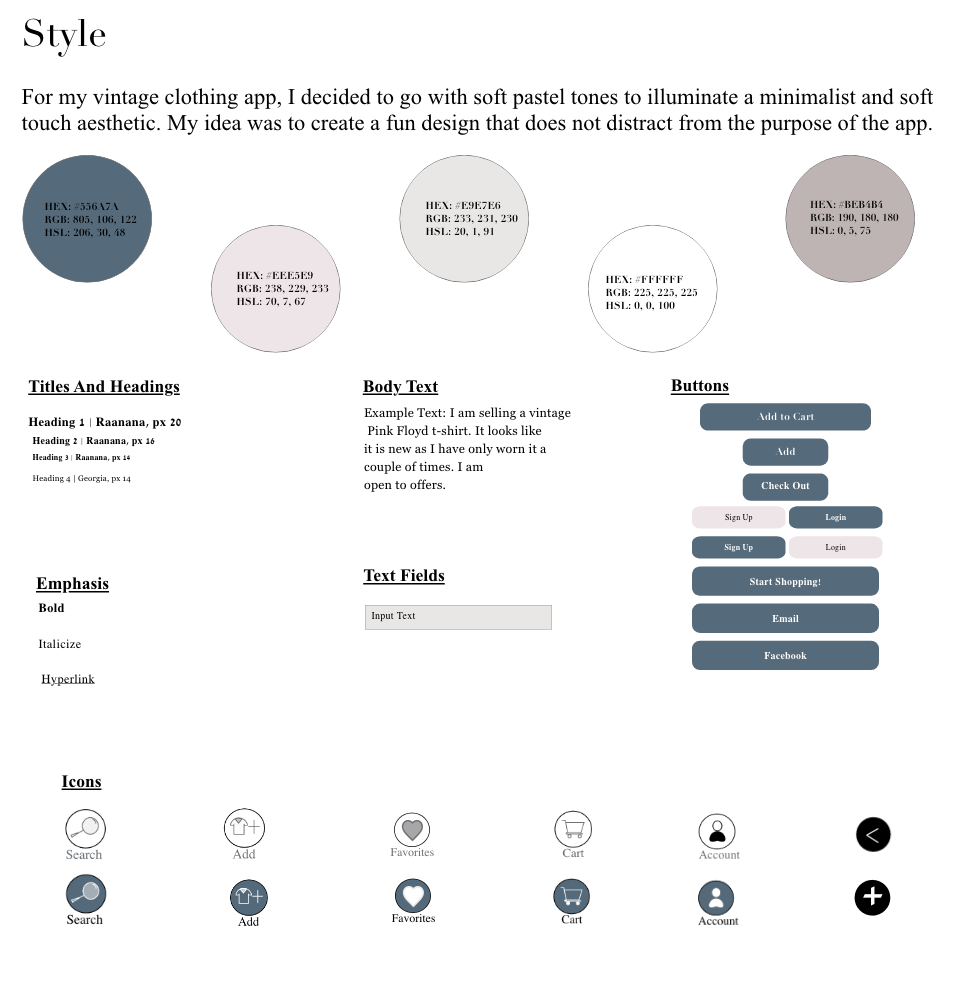 Style
For my vintage clothing app, I decided to go with soft pastel tones to illuminate a minimalist and soft
touch aesthetic. My idea was to create a fun design that does not distract from the purpose of the app.
HEX: #556A7A
RGB: 805, 106, 122
HSL: 206, 30, 48
HEX: #EEE5E9
RGB: 238, 229, 233
HSL: 70, 7, 67
HEX: #E9E7E6
RGB: 233, 231, 230
HSL: 20, 1, 91
HEX: #FFFFFF
RGB: 225, 225, 225
HSL: 0, 0, 100
HEX: #BEB4B4
RGB: 190, 180, 180
HSL: 0, 5, 75
Titles And Headings
Heading 1 | Raanana, px 20
Heading 2 | Raanana, px 16
Heading 3 | Raanana, px 14
Heading 4 | Georgia, px 14
Body Text
Example Text: I am selling a vintage
Pink Floyd t-shirt. It looks like
it is new as I have only worn it a
couple of times. I am
open to offers.
Buttons
Add to Cart
Add
Check Out
Sign Up
Login
Sign Up
Login
Start Shopping!
Email
Facebook
Emphasis
Bold
Italicize
Hyperlink
Text Fields
Input Text
Icons
Search
Add
Favorites
Cart
Account
Search
Add
Favorites
Cart
Account